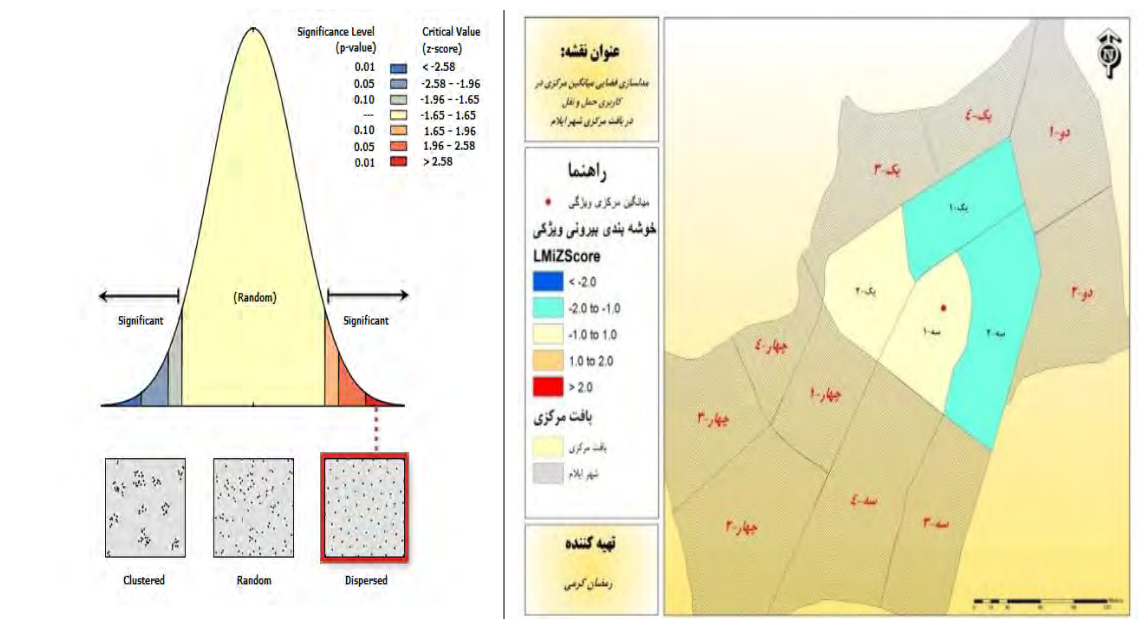 Significance Level
(p-value)
Critical Value
(z-score)
0.01 < -2.58
0.05 -2.58 - -1.96
0.10 -1.96 - -1.65
--- -1.65 - 1.65
0.10 1.65 - 1.96
0.05 1.96 - 2.58
0.01 > 2.58
(Random)
Significant
Significant
Clustered
Random
Dispersed
عنوان نقشه:
مدلسازی فضایی میانگین مرکزی در
کاربری حمل و نقل
در بافت مرکزی شهر ایلام
راهنما
میانگین مرکزی ویژگی
خوشه بندی بیرونی ویژگی
LMiZScore
< -2.0
-2.0 to -1.0
-1.0 to 1.0
1.0 to 2.0
> 2.0
بافت مرکزی
بافت مرکزی
شهر ایلام
تهیه کننده
رمضان کرمی
N
یک-٤
دو-۱
یک-۳
یک-۱
یک-۲
دو-۲
سه-۱
سه-۲
چهار-٤
چهار-۱
چهار-۳
سه-٤
چهار-۲
سه-۳